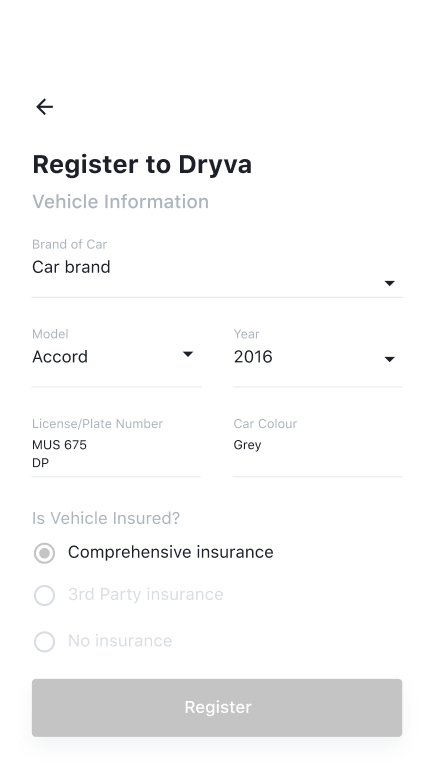 Register to Dryva
Vehicle Information
Brand of Car
Car brand
Model
Accord
Year
2016
License/Plate Number
MUS 675
DP
Car Colour
Grey
Is Vehicle Insured?
Comprehensive insurance
3rd Party insurance
No insurance
Register